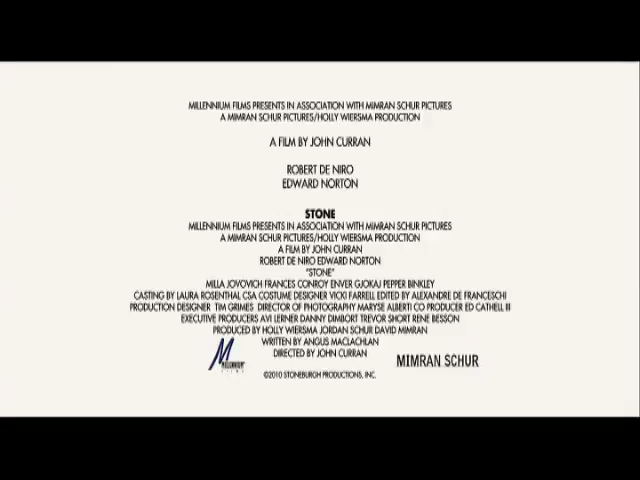 MILLENNIUM FILMS PRESENTS IN ASSOCIATION WITH MIMRAN SCHUR PICTURES
A MIMRAN SCHUR PICTURES/HOLLY WIERSMA PRODUCTION
A FILM BY JOHN CURRAN
ROBERT DE NIRO
EDWARD NORTON
STONE
MILLENNIUM FILMS PRESENTS IN ASSOCIATION WITH MIMRAN SCHUR PICTURES
A MIMRAN SCHUR PICTURES/HOLLY WIERSMA PRODUCTION
A FILM BY JOHN CURRAN
ROBERT DE NIRO EDWARD NORTON
"STONE"
MILLA JOVOVICH FRANCES CONROY ENVER GJOKAJ PEPPER BINKLEY
CASTING BY LAURA ROSENTHAL CSA COSTUME DESIGNER VICKI FARRELL EDITED BY ALEXANDRE DE FRANCESCHI
PRODUCTION DESIGNER TIM GRIMES DIRECTOR OF PHOTOGRAPHY MARYSE ALBERTI CO PRODUCER ED CATHELL III
EXECUTIVE PRODUCERS AVI LERNER DANNY DIMBORT TREVOR SHORT RENE BESSON
PRODUCED BY HOLLY WIERSMA JORDAN SCHUR DAVID MIMRAN
WRITTEN BY ANGUS MACLACHLAN
DIRECTED BY JOHN CURRAN
M
MILLENNIUM
FILMS
MIMRAN SCHUR
©2010 STONEBURGH PRODUCTIONS, INC.